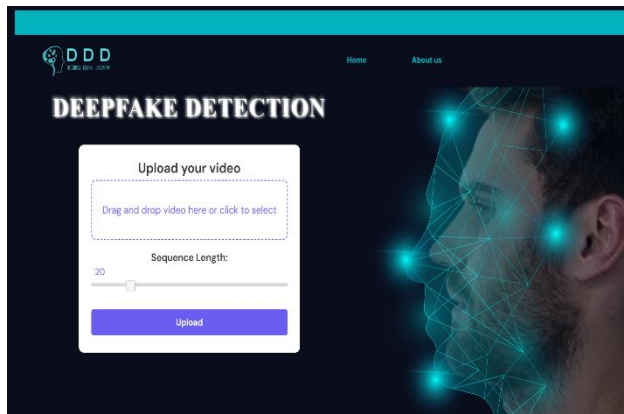 D D D
Home
About us
DEEPFAKE DETECTION
Upload your video
Drag and drop video here or click to select
Sequence Length:
20
Upload